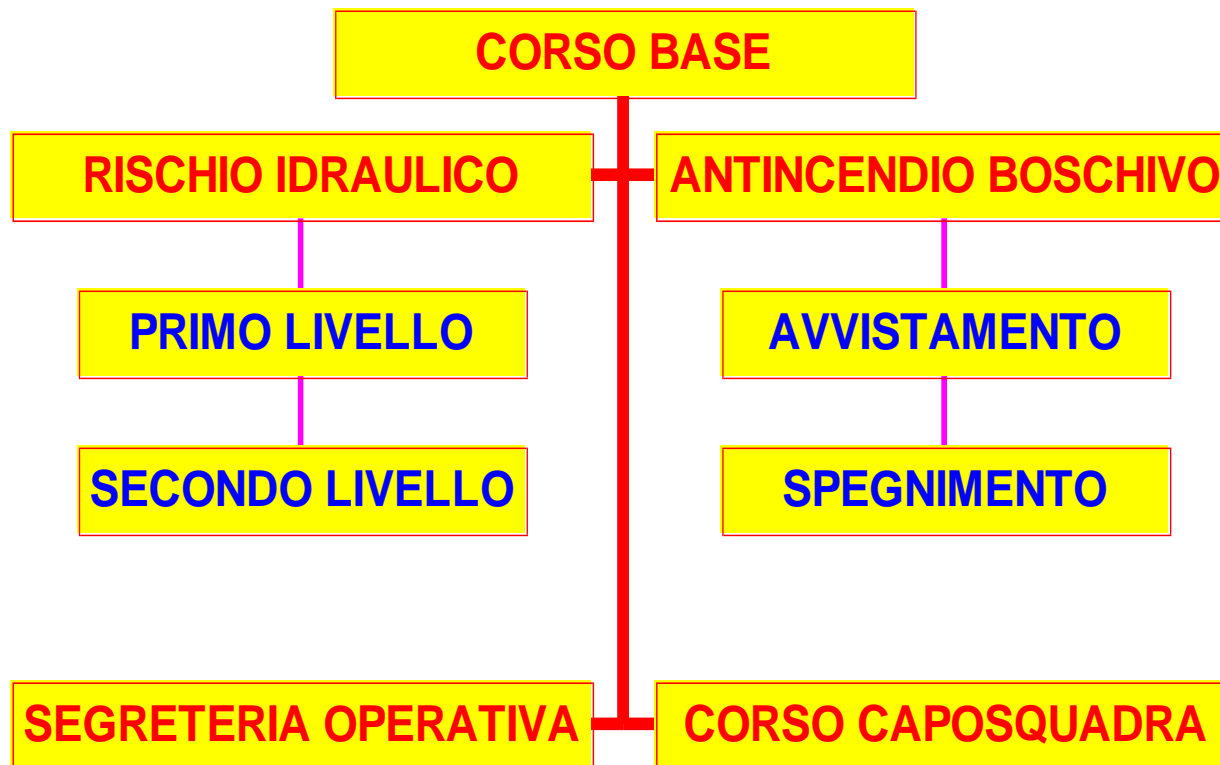 CORSO BASE
RISCHIO IDRAULICO
ANTINCENDIO BOSCHIVO
PRIMO LIVELLO
AVVISTAMENTO
SECONDO LIVELLO
SPEGNIMENTO
SEGRETERIA OPERATIVA
CORSO CAPOSQUADRA